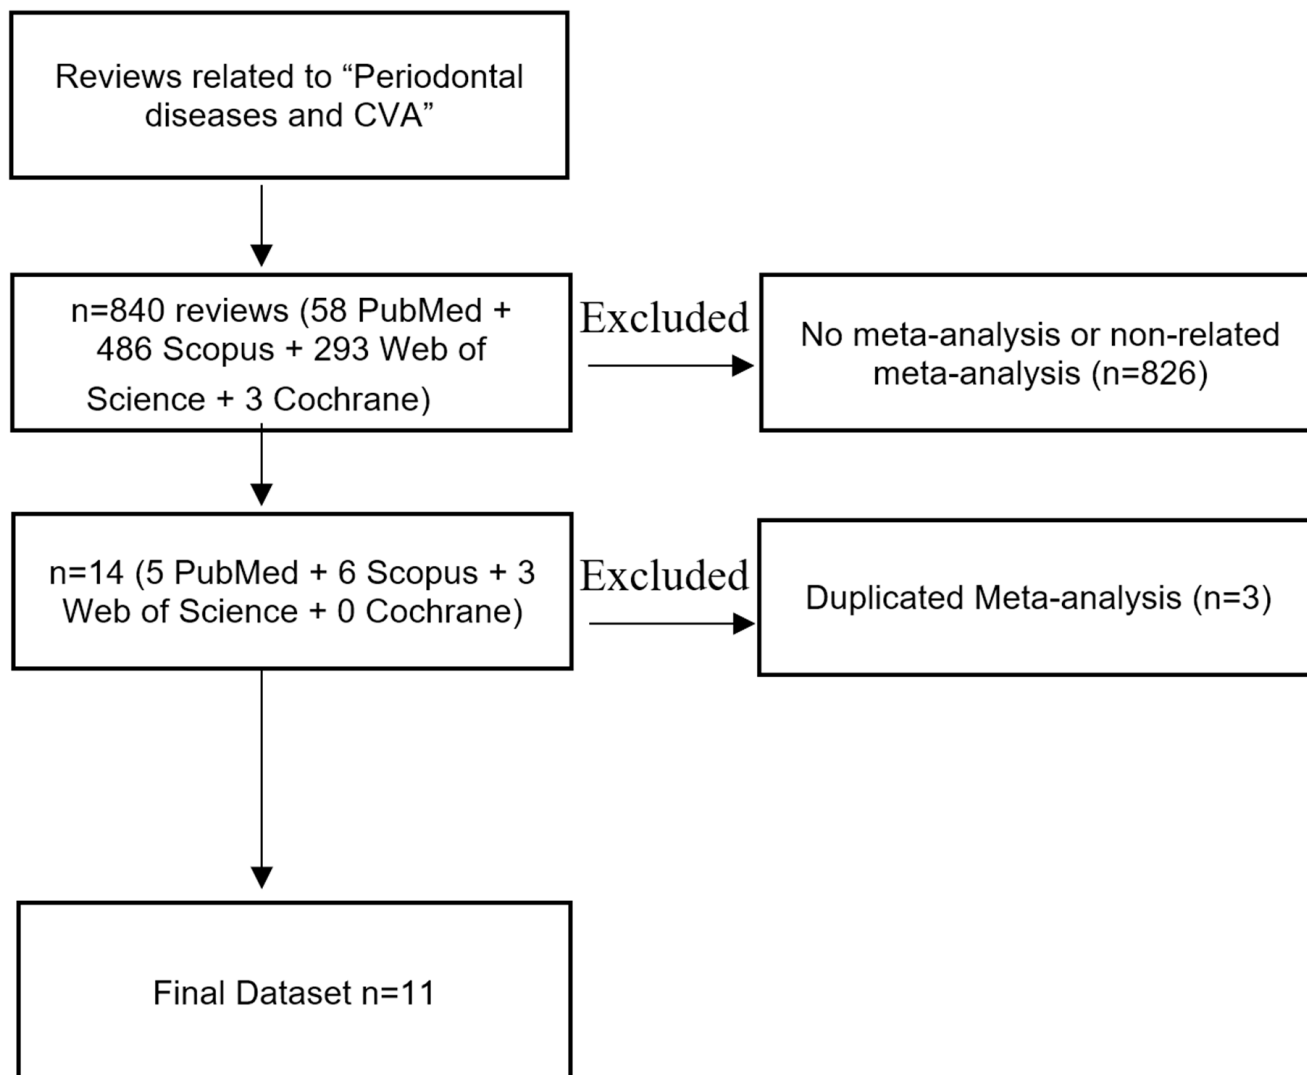 Reviews related to “Periodontal
diseases and CVA”
n=840 reviews (58 PubMed +
486 Scopus + 293 Web of
Science + 3 Cochrane)
Excluded
No meta-analysis or non-related
meta-analysis (n=826)
n=14 (5 PubMed + 6 Scopus + 3
Web of Science + 0 Cochrane)
Excluded
Duplicated Meta-analysis (n=3)
Final Dataset n=11